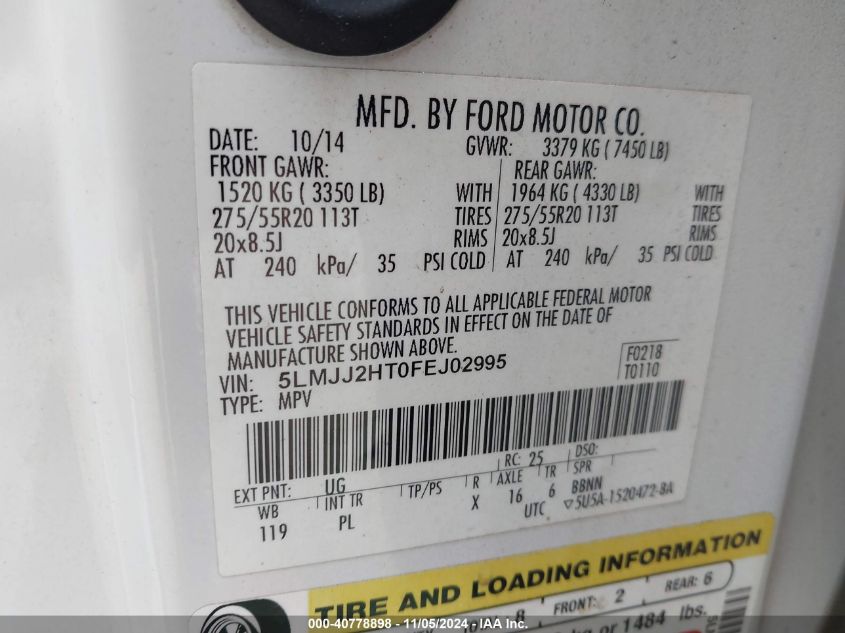 MFD. BY FORD MOTOR CO.
DATE: 10/14 GVWR: 3379 KG ( 7450 LB)
FRONT GAWR: REAR GAWR:
1520 KG ( 3350 LB) WITH 1964 KG ( 4330 LB) WITH
275/55R20 113T TIRES 275/55R20 113T TIRES
20x8.5J RIMS 20x8.5J RIMS
AT 240 kPa/ 35 PSI COLD AT 240 kPa/ 35 PSI COLD
THIS VEHICLE CONFORMS TO ALL APPLICABLE FEDERAL MOTOR
VEHICLE SAFETY STANDARDS IN EFFECT ON THE DATE OF
MANUFACTURE SHOWN ABOVE.
VIN: 5LMJJ2HT0FEJ02995 F0218
TYPE: MPV T0110
EXT PNT: UG RC: 25 DSO:
WB INT TR TP/PS R AXLE TR SPR
119 PL X 16 6 BBNN
UTC ▽5U5A-1520472-BA
TIRE AND LOADING INFORMATION
8 FRONT: 2 REAR: 6
kg or 1484 lbs.
000-40778898 - 11/05/2024 - Copyright IAA, Inc.